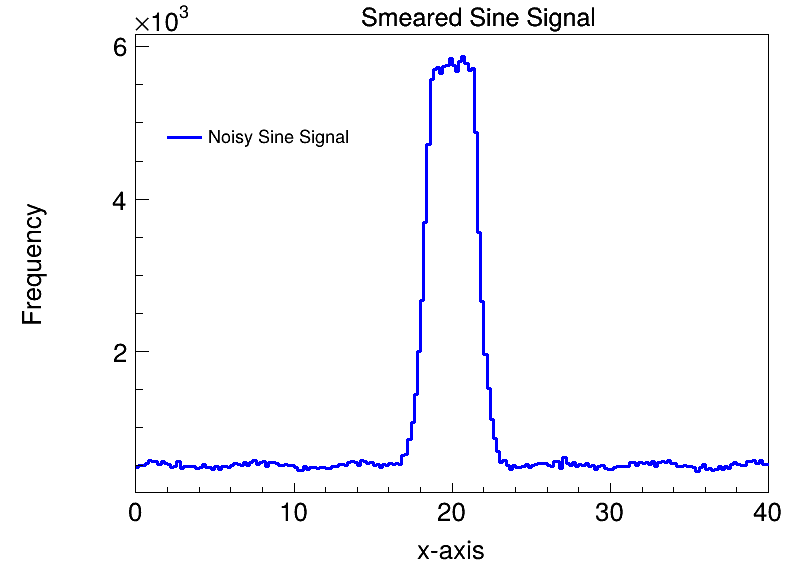 Smeared Sine Signal
×10³
6
Noisy Sine Signal
4
Frequency
2
0 10 20 30 40
x-axis